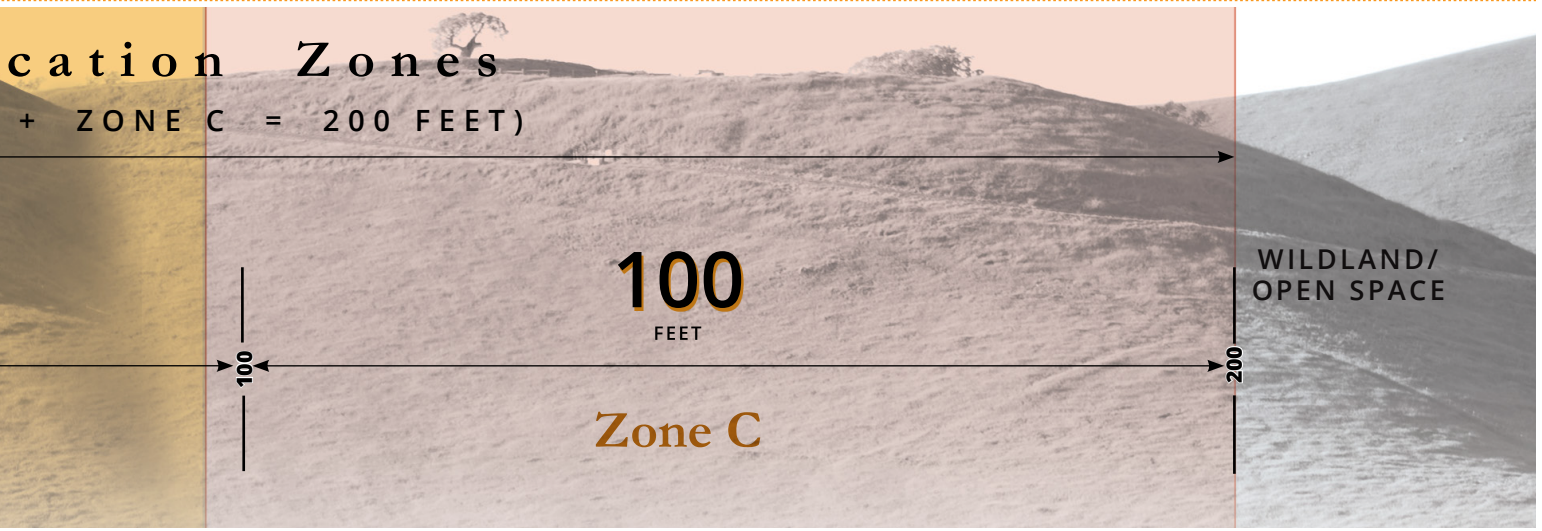 cation Zones
+ ZONE C = 200 FEET)
100
FEET
WILDLAND/
OPEN SPACE
100
200
Zone C